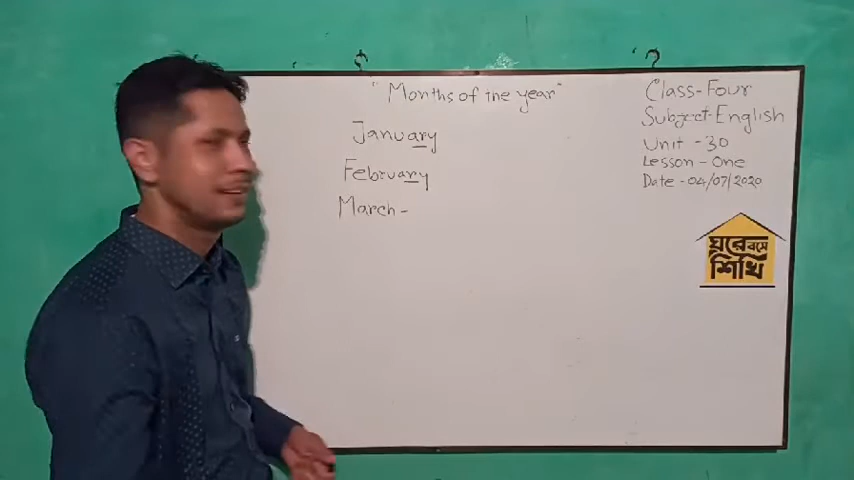 "Months of the year"
January
February
March -
Class-Four
Subject-English
Unit - 30
Lesson - One
Date - 04/07/2020
ঘরে বসে
শিখি